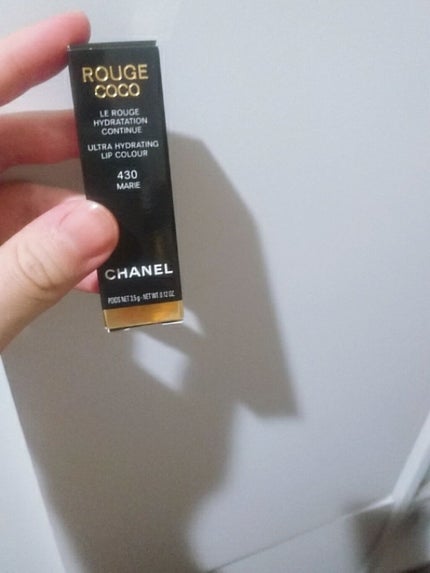 ROUGE
COCO
LE ROUGE
HYDRATATION
CONTINUE
ULTRA HYDRATING
LIP COLOUR
430
MARIE
CHANEL
POIDS NET 3.5 g - NET WT. 0.12 OZ.